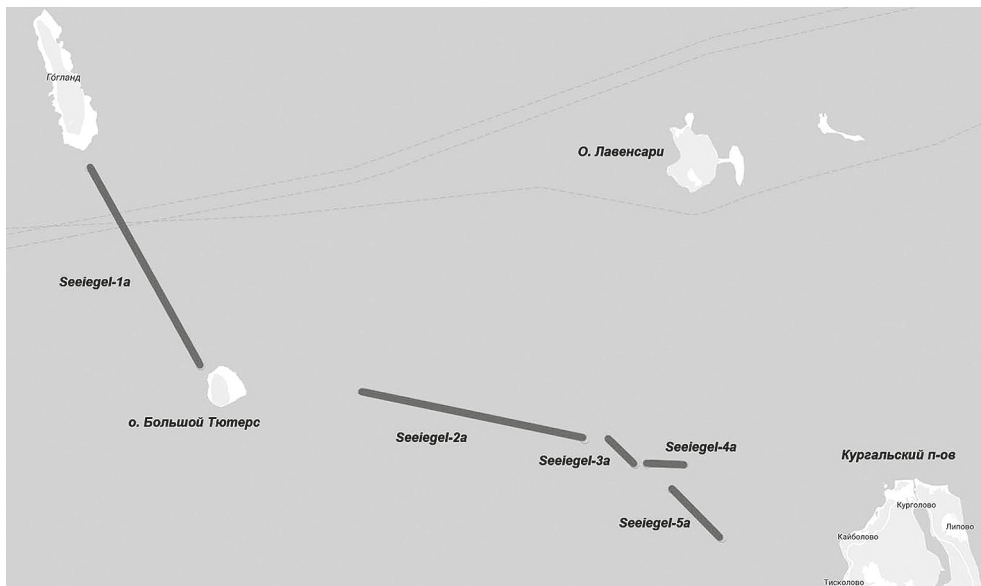 Гогланд
О. Лавенсари
Seeiegel-1a
о. Большой Тютерс
Seeiegel-2a
Seeiegel-3a
Seeiegel-4a
Кургальский п-ов
Seeiegel-5a
Курголово
Липово
Кайболово
Тисколово